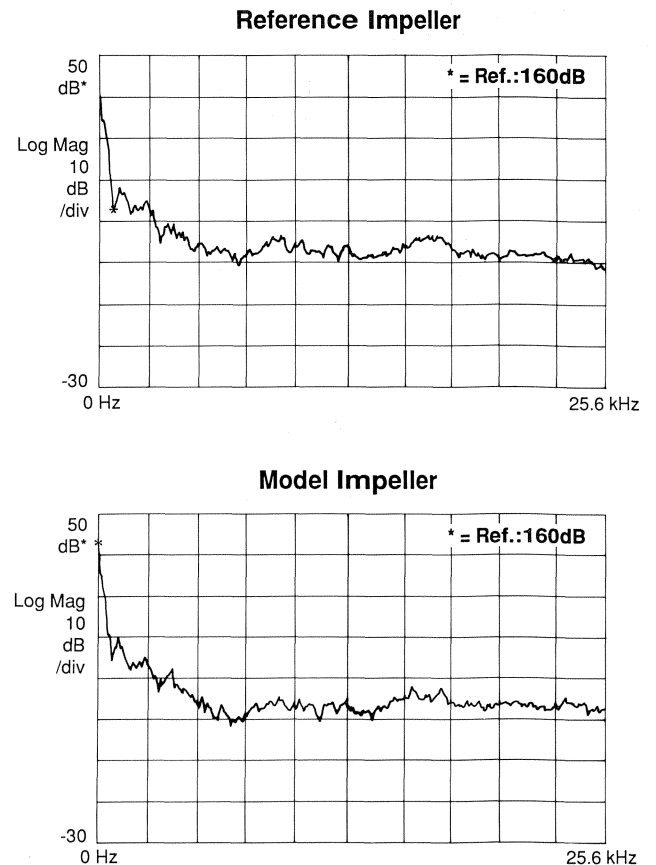 Reference Impeller
50
dB*
* = Ref.:160dB
Log Mag
10
dB
/div
-30
0 Hz
25.6 kHz
Model Impeller
50
dB*
* = Ref.:160dB
Log Mag
10
dB
/div
-30
0 Hz
25.6 kHz